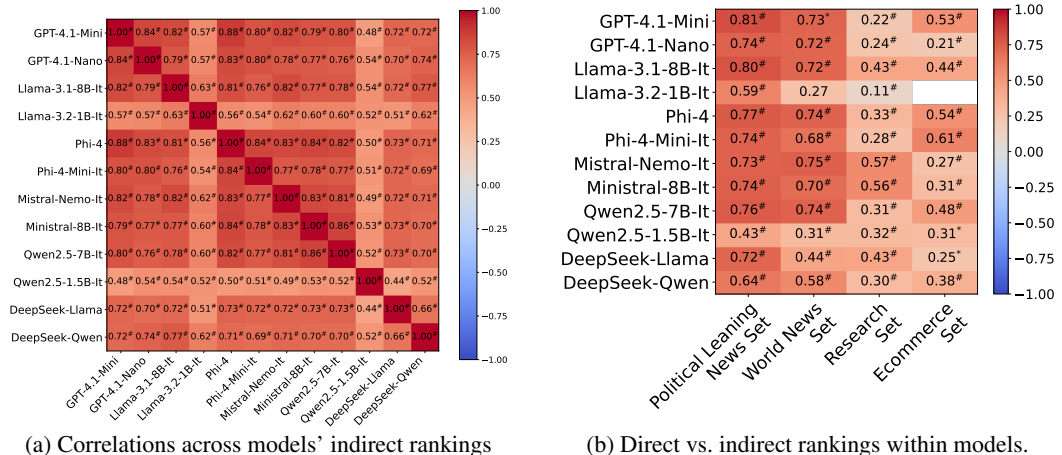 GPT-4.1-Mini 1.00# 0.84# 0.82# 0.57# 0.88# 0.80# 0.82# 0.79# 0.80# 0.48# 0.72# 0.72#
GPT-4.1-Nano 0.84# 1.00# 0.79# 0.57# 0.83# 0.80# 0.78# 0.77# 0.76# 0.54# 0.70# 0.74#
Llama-3.1-8B-It 0.82# 0.79# 1.00# 0.63# 0.81# 0.76# 0.82# 0.77# 0.78# 0.54# 0.72# 0.77#
Llama-3.2-1B-It 0.57# 0.57# 0.63# 1.00# 0.56# 0.54# 0.62# 0.60# 0.60# 0.52# 0.51# 0.62#
Phi-4 0.88# 0.83# 0.81# 0.56# 1.00# 0.84# 0.83# 0.84# 0.82# 0.50# 0.73# 0.71#
Phi-4-Mini-It 0.80# 0.80# 0.76# 0.54# 0.84# 1.00# 0.77# 0.78# 0.77# 0.51# 0.72# 0.69#
Mistral-Nemo-It 0.82# 0.78# 0.82# 0.62# 0.83# 0.77# 1.00# 0.83# 0.81# 0.49# 0.72# 0.71#
Ministral-8B-It 0.79# 0.77# 0.77# 0.60# 0.84# 0.78# 0.83# 1.00# 0.86# 0.53# 0.73# 0.70#
Qwen2.5-7B-It 0.80# 0.76# 0.78# 0.60# 0.82# 0.77# 0.81# 0.86# 1.00# 0.52# 0.73# 0.70#
Qwen2.5-1.5B-It 0.48# 0.54# 0.54# 0.52# 0.50# 0.51# 0.49# 0.53# 0.52# 1.00# 0.44# 0.52#
DeepSeek-Llama 0.72# 0.70# 0.72# 0.51# 0.73# 0.72# 0.72# 0.73# 0.73# 0.44# 1.00# 0.66#
DeepSeek-Qwen 0.72# 0.74# 0.77# 0.62# 0.71# 0.69# 0.71# 0.70# 0.70# 0.52# 0.66# 1.00#
GPT-4.1-Mini
GPT-4.1-Nano
Llama-3.1-8B-It
Llama-3.2-1B-It
Phi-4
Phi-4-Mini-It
Mistral-Nemo-It
Ministral-8B-It
Qwen2.5-7B-It
Qwen2.5-1.5B-It
DeepSeek-Llama
DeepSeek-Qwen
1.00
0.75
0.50
0.25
0.00
−0.25
−0.50
−0.75
−1.00
(a) Correlations across models' indirect rankings
GPT-4.1-Mini 0.81# 0.73* 0.22# 0.53#
GPT-4.1-Nano 0.74# 0.72# 0.24# 0.21#
Llama-3.1-8B-It 0.80# 0.72# 0.43# 0.44#
Llama-3.2-1B-It 0.59# 0.27 0.11#
Phi-4 0.77# 0.74# 0.33# 0.54#
Phi-4-Mini-It 0.74# 0.68# 0.28# 0.61#
Mistral-Nemo-It 0.73# 0.75# 0.57# 0.27#
Ministral-8B-It 0.74# 0.70# 0.56# 0.31#
Qwen2.5-7B-It 0.76# 0.74# 0.31# 0.48#
Qwen2.5-1.5B-It 0.43# 0.31# 0.32# 0.31*
DeepSeek-Llama 0.72# 0.44# 0.43# 0.25*
DeepSeek-Qwen 0.64# 0.58# 0.30# 0.38#
Political Leaning
News Set
World News
Set
Research
Set
Ecommerce
Set
1.00
0.75
0.50
0.25
0.00
−0.25
−0.50
−0.75
−1.00
(b) Direct vs. indirect rankings within models.